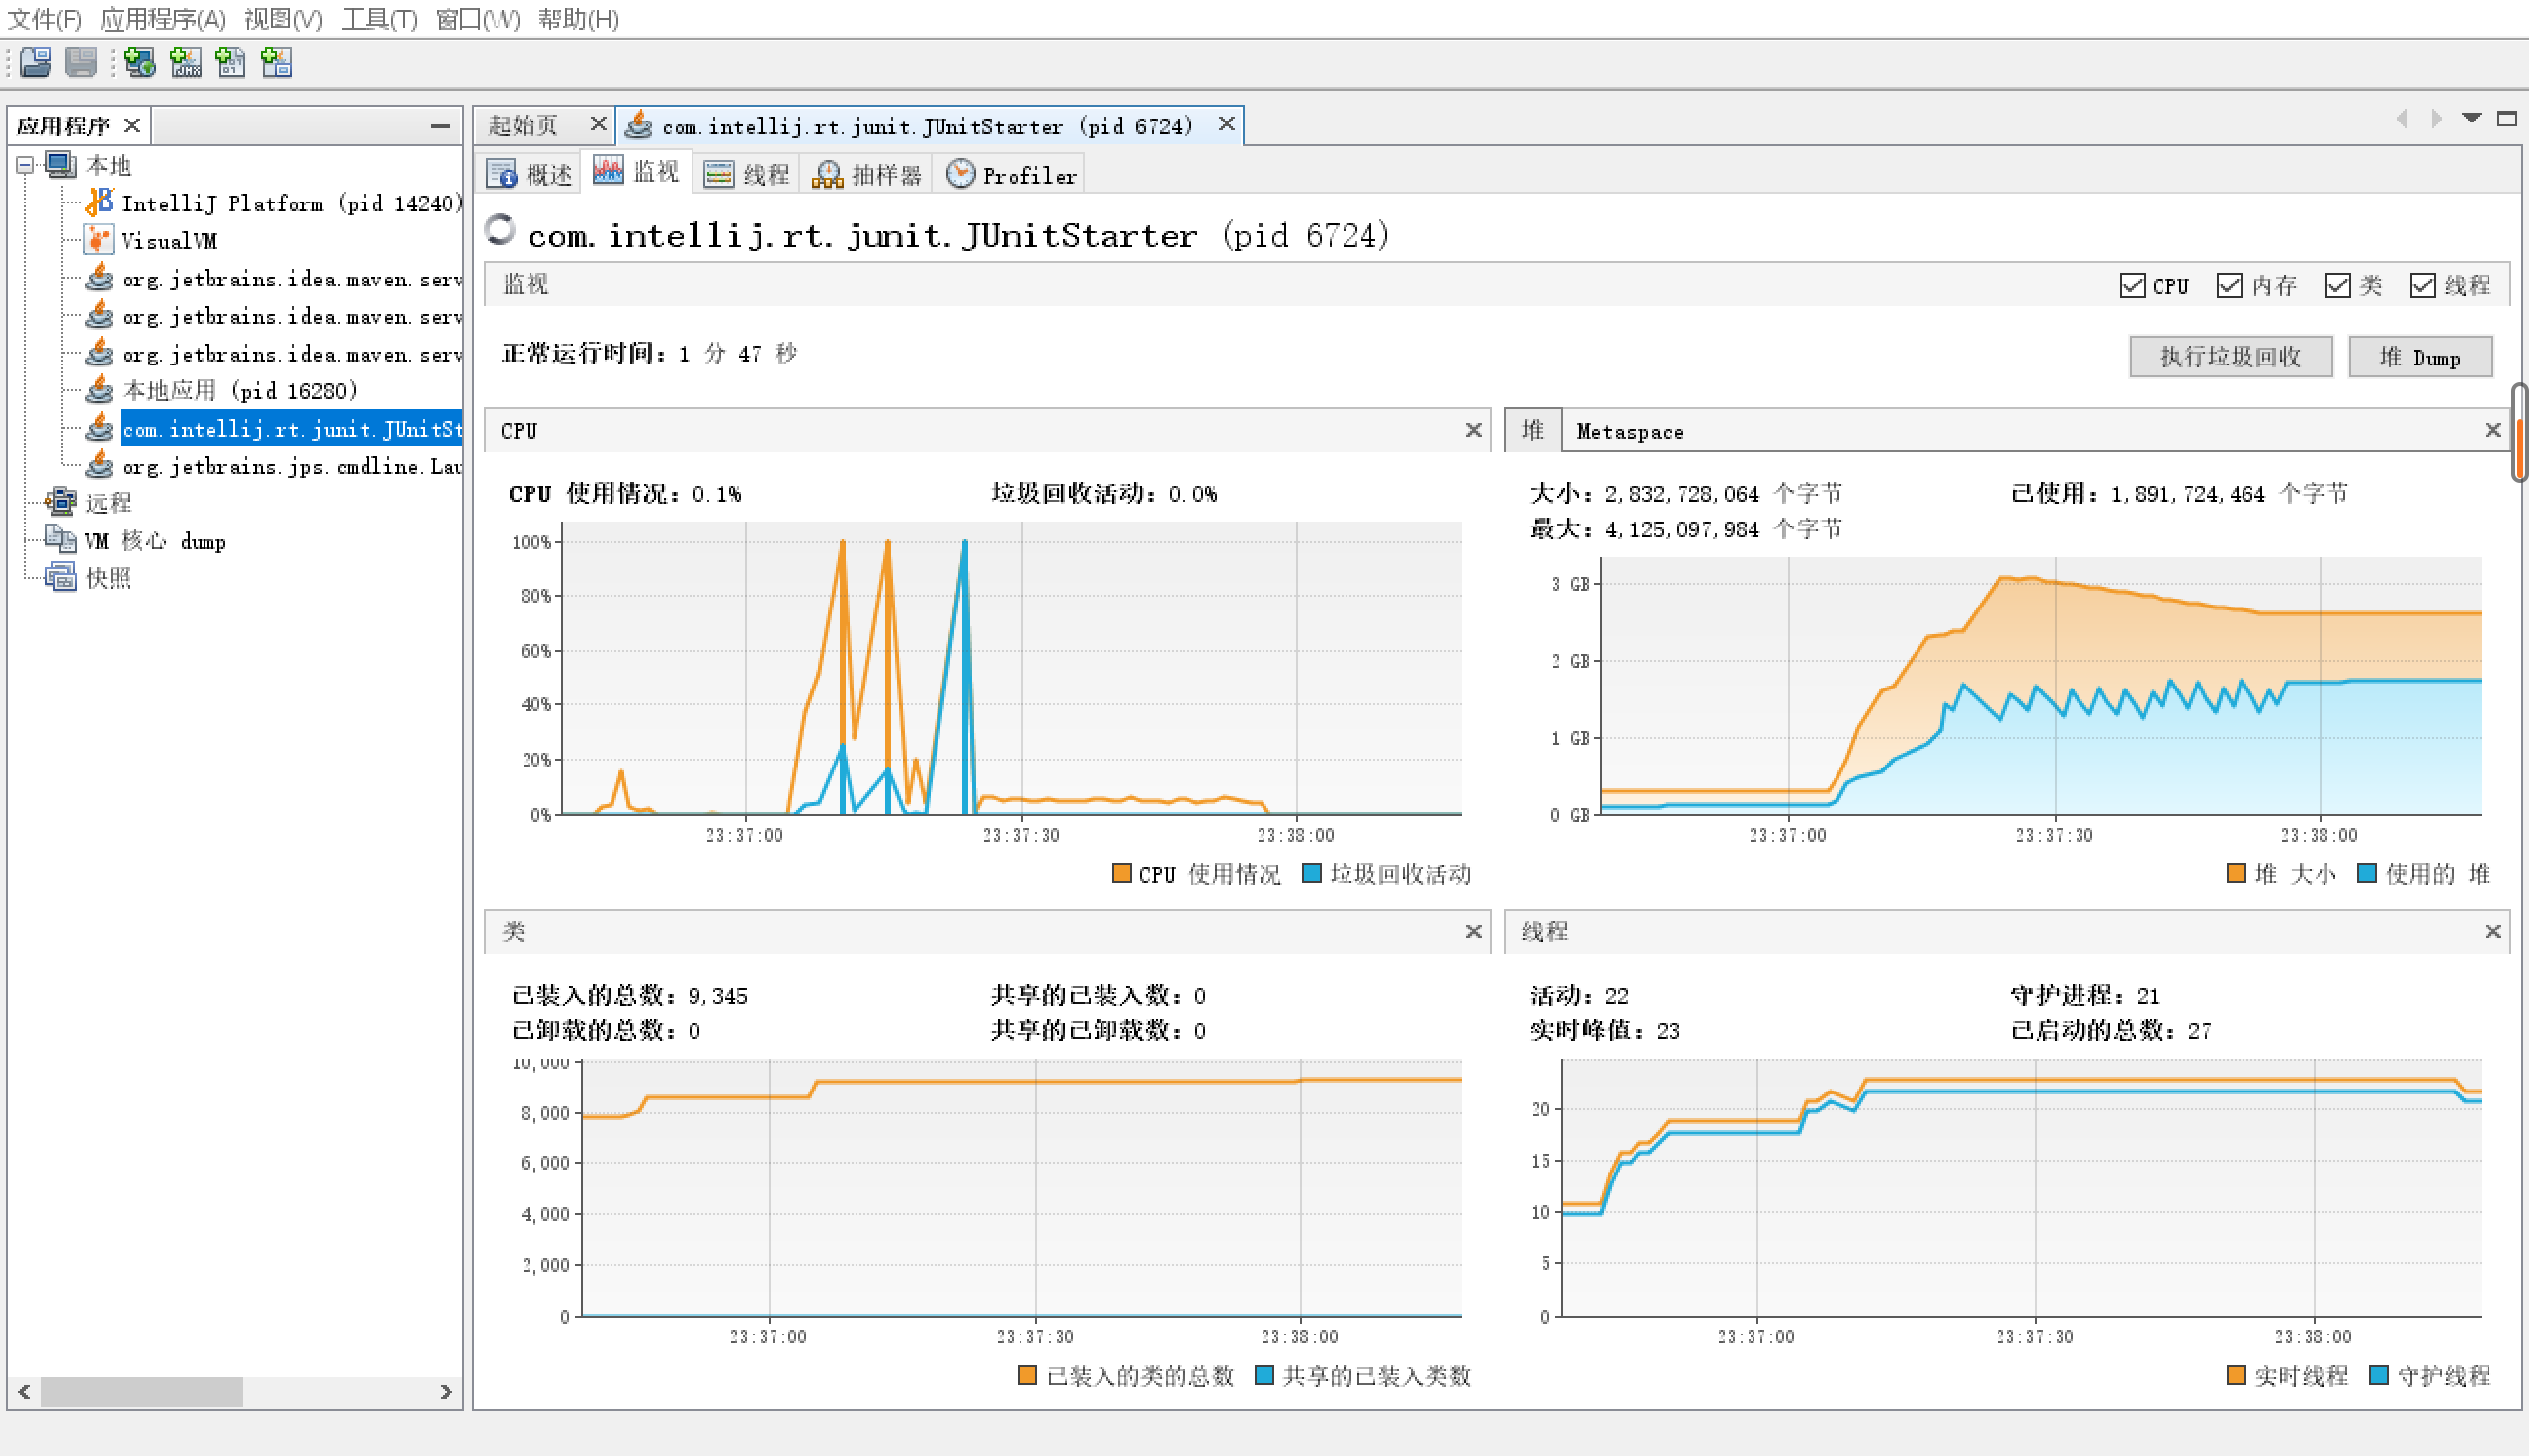 文件(F) 应用程序(A) 视图(V) 工具(T) 窗口(W) 帮助(H)
应用程序
本地
IntelliJ Platform (pid 14240)
VisualVM
org.jetbrains.idea.maven.serv
org.jetbrains.idea.maven.serv
org.jetbrains.idea.maven.serv
本地应用 (pid 16280)
com.intellij.rt.junit.JUnitSt
org.jetbrains.jps.cmdline.Lau
远程
VM 核心 dump
快照
起始页 com.intellij.rt.junit.JUnitStarter (pid 6724)
概述 监视 线程 抽样器 Profiler
com.intellij.rt.junit.JUnitStarter (pid 6724)
监视 CPU 内存 类 线程
正常运行时间: 1 分 47 秒 执行垃圾回收 堆 Dump
CPU
CPU 使用情况: 0.1% 垃圾回收活动: 0.0%
100%
80%
60%
40%
20%
0%
23:37:00 23:37:30 23:38:00
CPU 使用情况 垃圾回收活动
堆 Metaspace
大小: 2,832,728,064 个字节 已使用: 1,891,724,464 个字节
最大: 4,125,097,984 个字节
3 GB
2 GB
1 GB
0 GB
23:37:00 23:37:30 23:38:00
堆 大小 使用的 堆
类
已装入的总数: 9,345 共享的已装入数: 0
已卸载的总数: 0 共享的已卸载数: 0
10,000
8,000
6,000
4,000
2,000
0
23:37:00 23:37:30 23:38:00
已装入的类的总数 共享的已装入类数
线程
活动: 22 守护进程: 21
实时峰值: 23 已启动的总数: 27
20
15
10
5
0
23:37:00 23:37:30 23:38:00
实时线程 守护线程